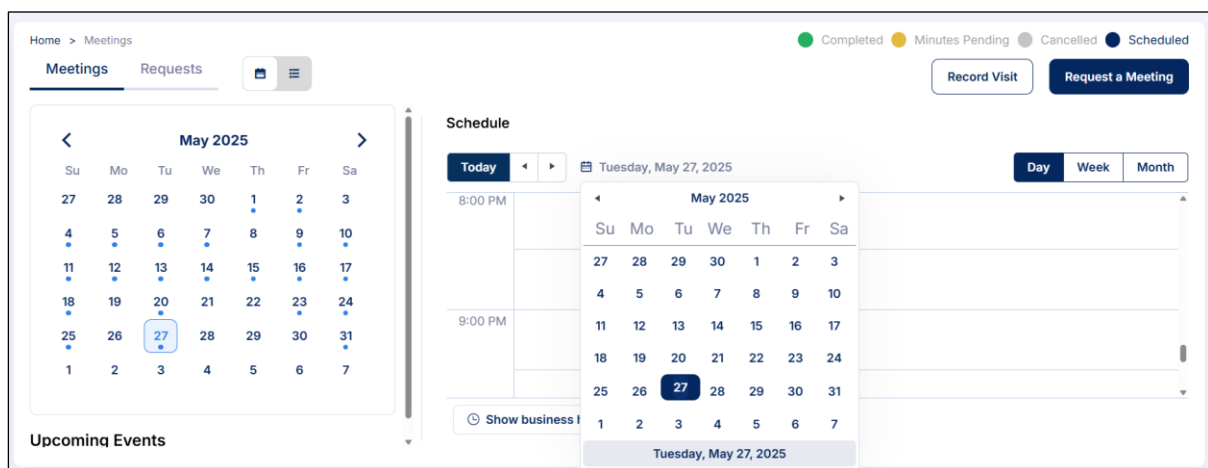 Home > Meetings
Completed Minutes Pending Cancelled Scheduled
Meetings Requests
Record Visit Request a Meeting
May 2025
Su Mo Tu We Th Fr Sa
27 28 29 30 1 2 3
4 5 6 7 8 9 10
11 12 13 14 15 16 17
18 19 20 21 22 23 24
25 26 27 28 29 30 31
1 2 3 4 5 6 7
Upcoming Events
Schedule
Today Tuesday, May 27, 2025 Day Week Month
8:00 PM
9:00 PM
Show business
May 2025
Su Mo Tu We Th Fr Sa
27 28 29 30 1 2 3
4 5 6 7 8 9 10
11 12 13 14 15 16 17
18 19 20 21 22 23 24
25 26 27 28 29 30 31
1 2 3 4 5 6 7
Tuesday, May 27, 2025